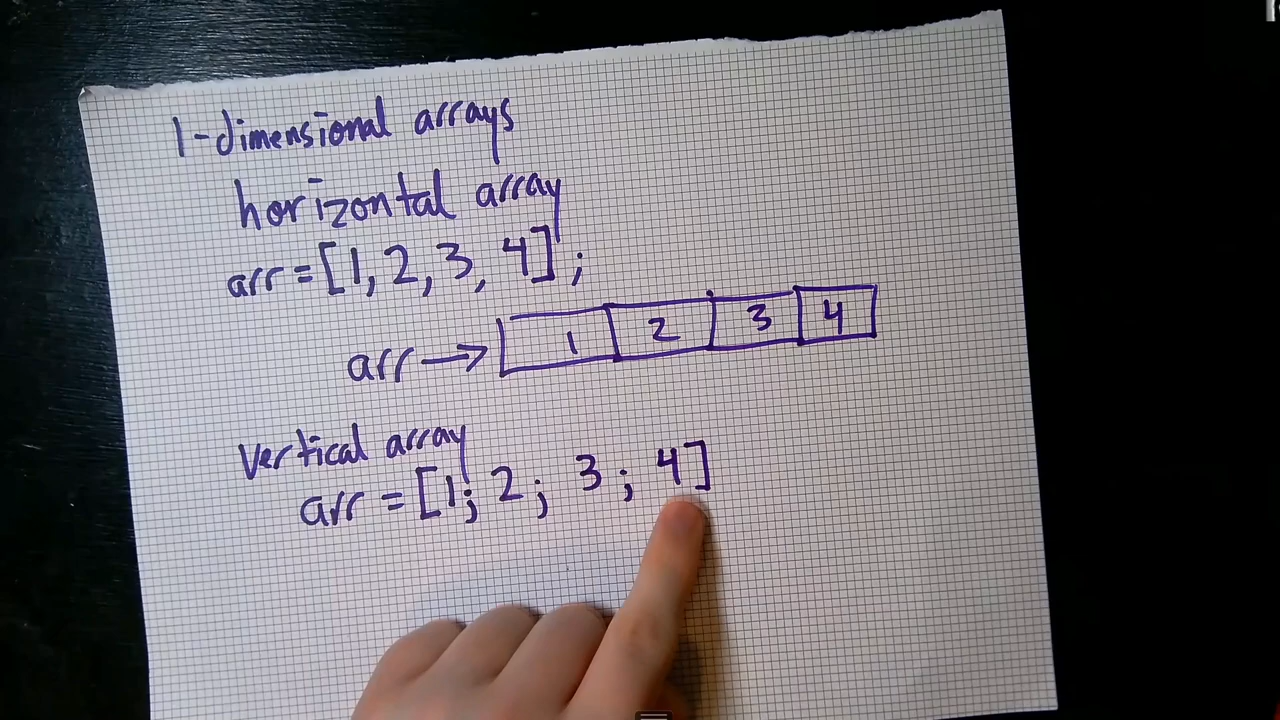 1-dimensional arrays
horizontal array
arr=[1, 2, 3, 4];
arr→ 1 2 3 4
Vertical array
arr = [1; 2; 3; 4]